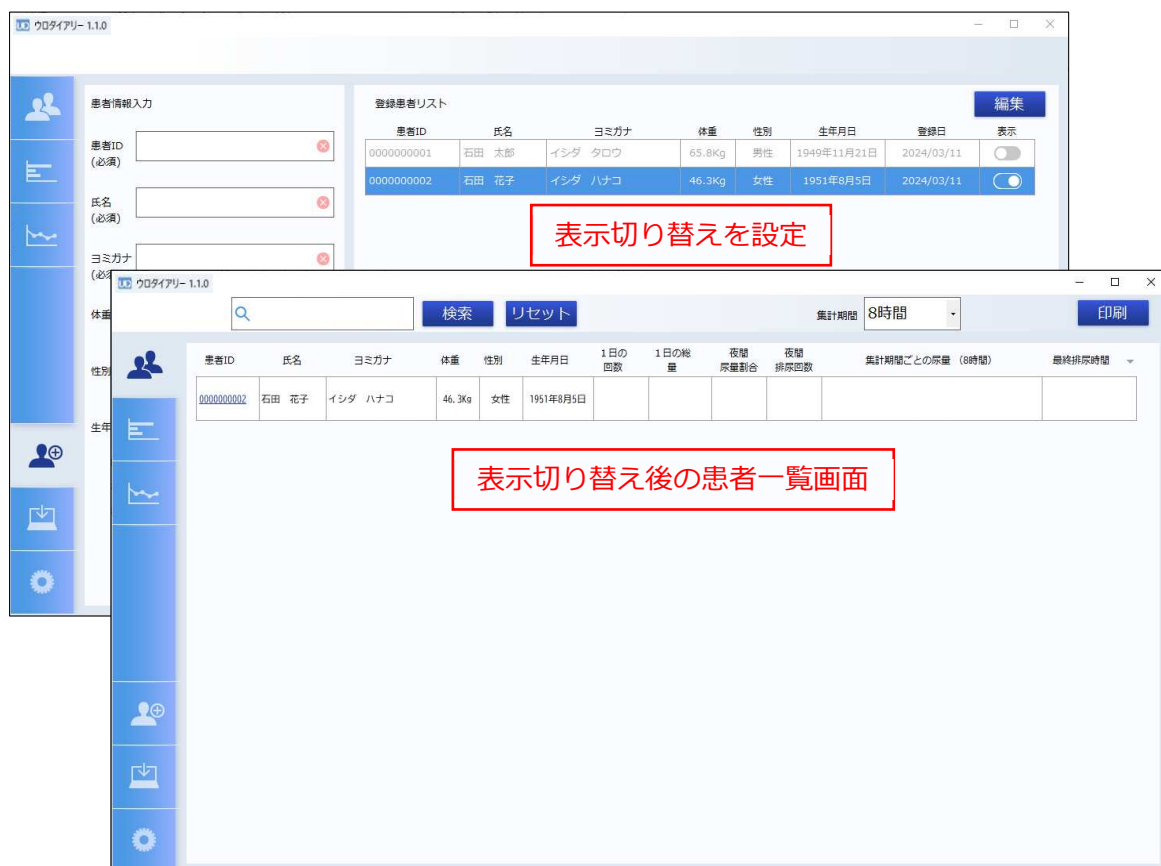 ウロダイアリー 1.1.0
患者情報入力
患者ID
(必須)
氏名
(必須)
ヨミガナ
(必
体重
性別
生年
登録患者リスト
編集
患者ID 氏名 ヨミガナ 体重 性別 生年月日 登録日 表示
0000000001 石田 太郎 イシダ タロウ 65.8Kg 男性 1949年11月21日 2024/03/11
0000000002 石田 花子 イシダ ハナコ 46.3Kg 女性 1951年8月5日 2024/03/11
表示切り替えを設定
ウロダイアリー 1.1.0
検索 リセット 集計期間 8時間 印刷
患者ID 氏名 ヨミガナ 体重 性別 生年月日 1日の回数 1日の総量 夜間尿量割合 夜間排尿回数 集計期間ごとの尿量 (8時間) 最終排尿時間
0000000002 石田 花子 イシダ ハナコ 46.3Kg 女性 1951年8月5日
表示切り替え後の患者一覧画面